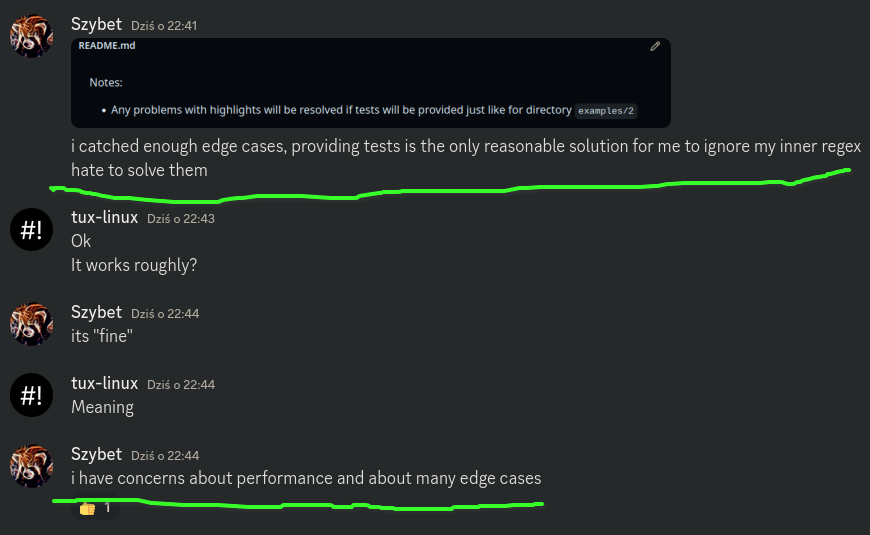 Szybet Dziś o 22:41
README.md
Notes:
• Any problems with highlights will be resolved if tests will be provided just like for directory examples/2
i catched enough edge cases, providing tests is the only reasonable solution for me to ignore my inner regex
hate to solve them
#! tux-linux Dziś o 22:43
Ok
It works roughly?
Szybet Dziś o 22:44
its "fine"
#! tux-linux Dziś o 22:44
Meaning
Szybet Dziś o 22:44
i have concerns about performance and about many edge cases
👍 1